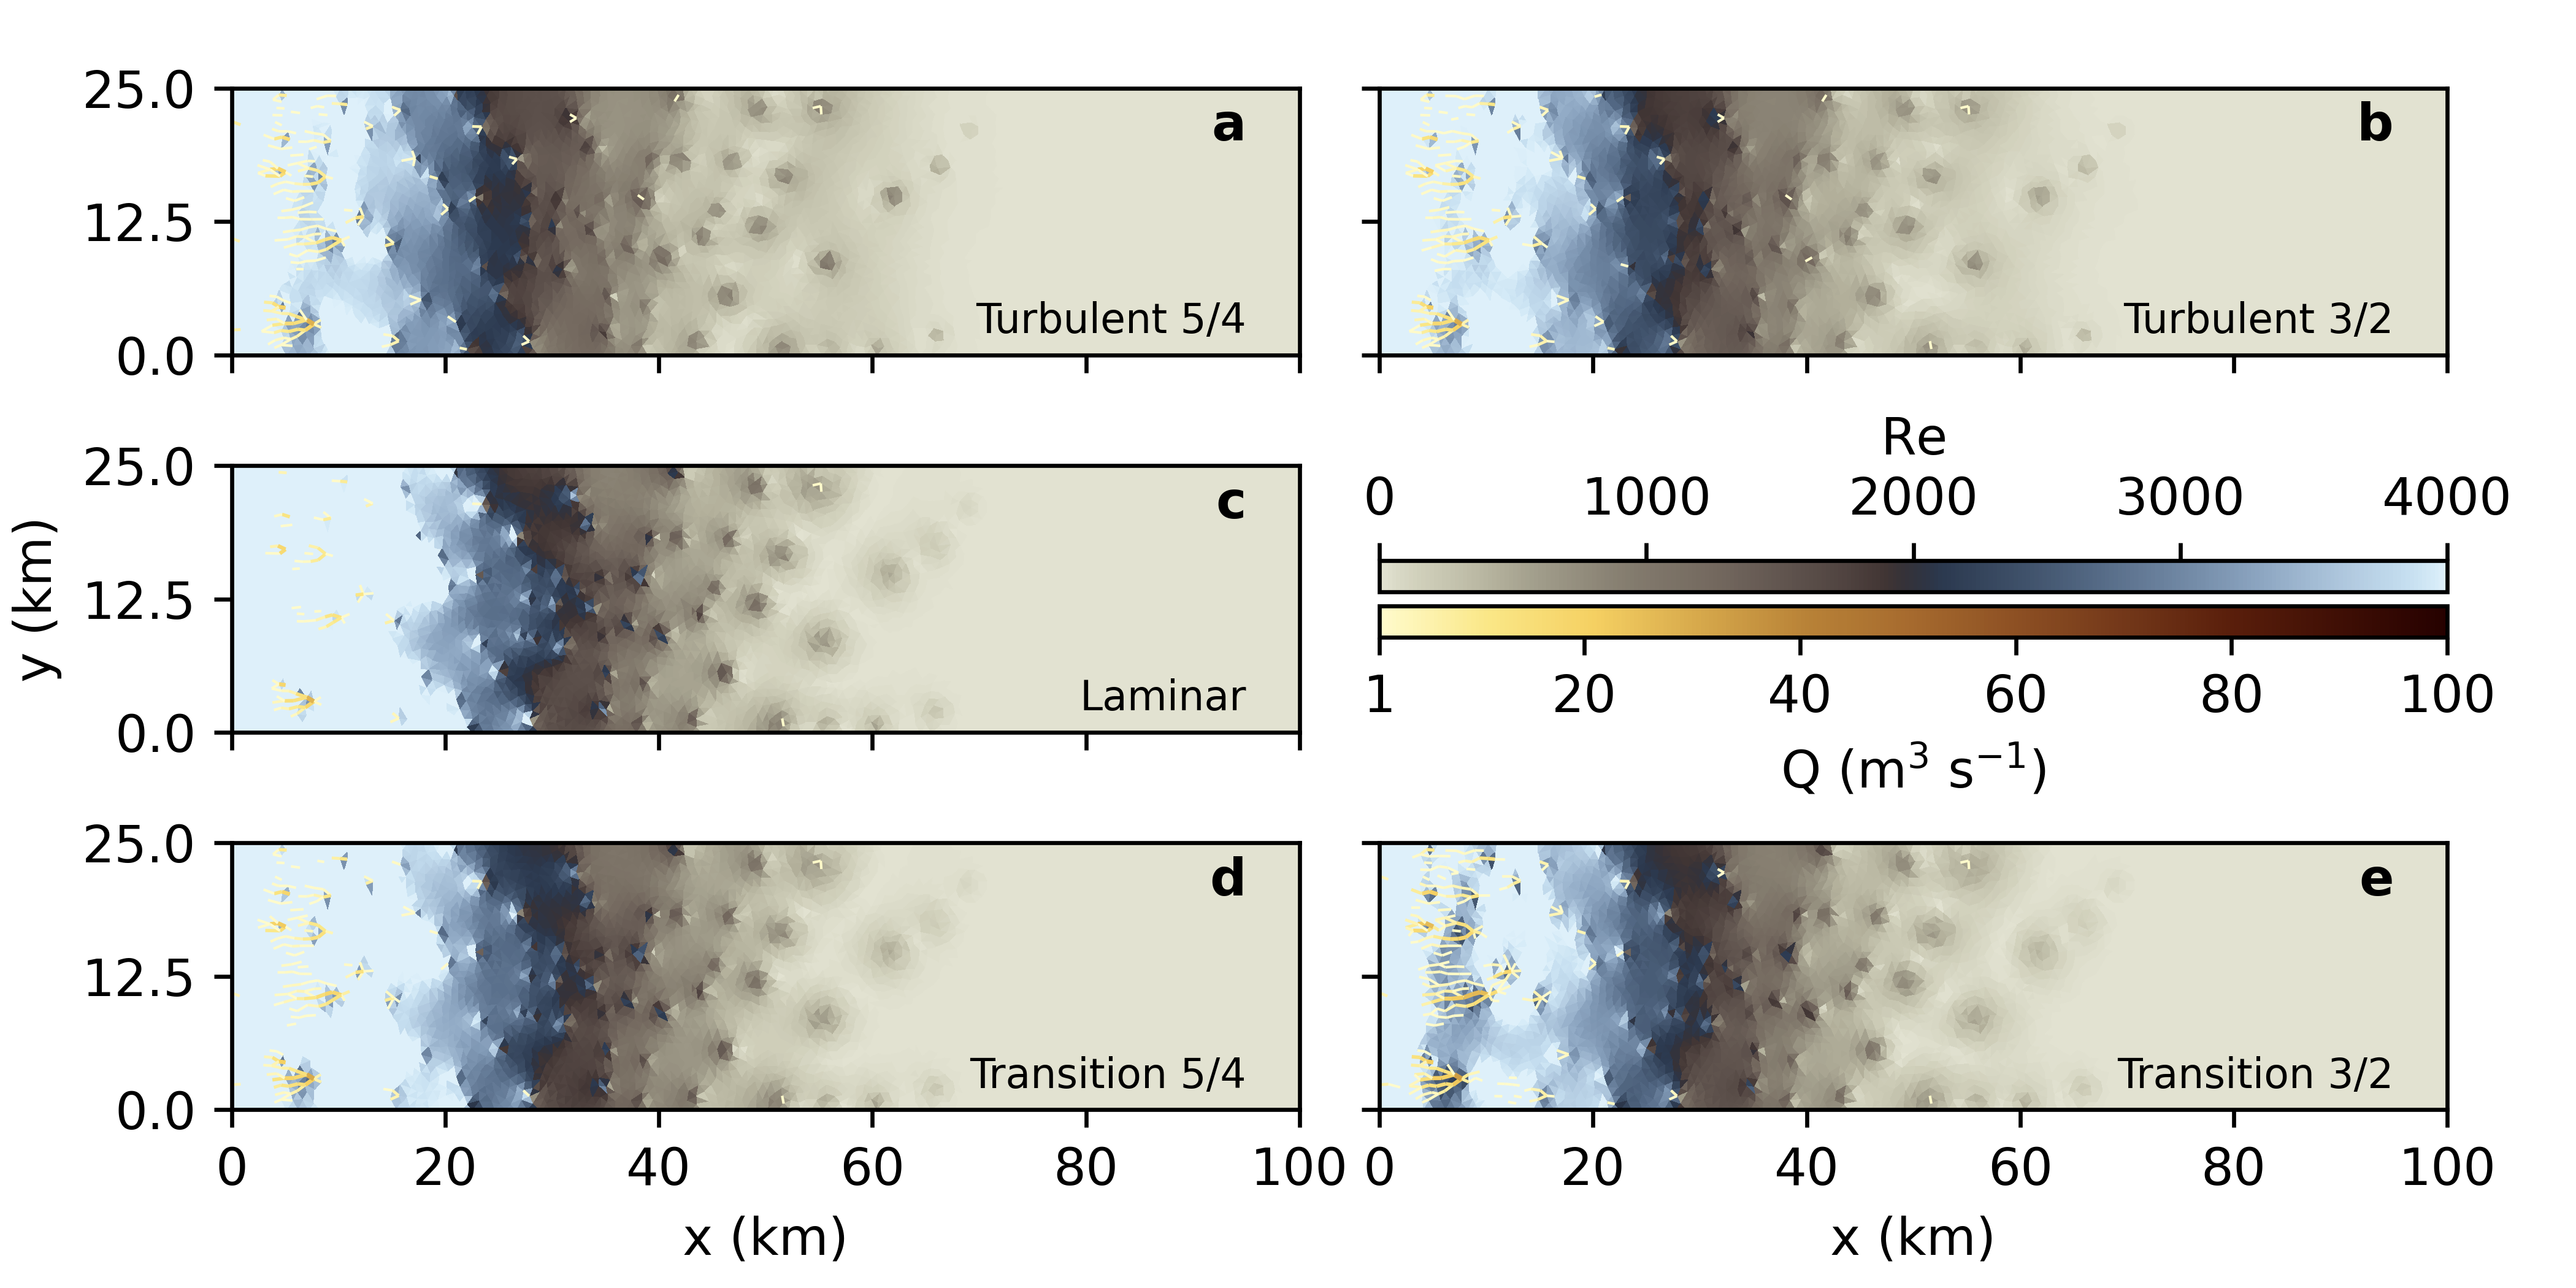 25.0
12.5
0.0
a
Turbulent 5/4
b
Turbulent 3/2
y (km)
25.0
12.5
0.0
c
Laminar
Re
0 1000 2000 3000 4000
1 20 40 60 80 100
Q (m³ s⁻¹)
25.0
12.5
0.0
d
Transition 5/4
e
Transition 3/2
0 20 40 60 80 100
0 20 40 60 80 100
x (km)
x (km)